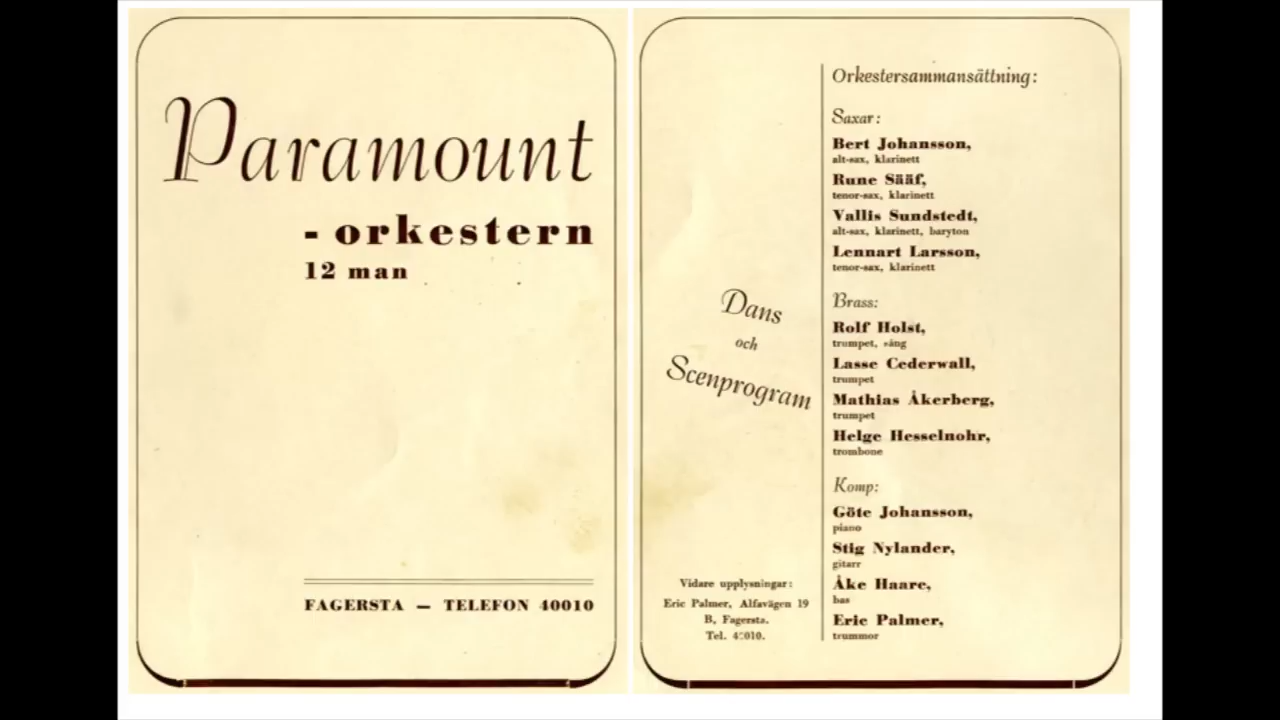 Paramount
- orkestern
12 man
FAGERSTA — TELEFON 40010
Dans
och
Scenprogram
Vidare upplysningar:
Eric Palmer, Alfavägen 19
B, Fagersta.
Tel. 40010.
Orkestersammansättning:
Saxar:
Bert Johansson,
alt-sax, klarinett
Rune Sääf,
tenor-sax, klarinett
Vallis Sundstedt,
alt-sax, klarinett, baryton
Lennart Larsson,
tenor-sax, klarinett
Brass:
Rolf Holst,
trumpet, sång
Lasse Cederwall,
trumpet
Mathias Åkerberg,
trumpet
Helge Hesselnohr,
trombone
Komp:
Göte Johansson,
piano
Stig Nylander,
gitarr
Åke Haare,
bas
Eric Palmer,
trummor